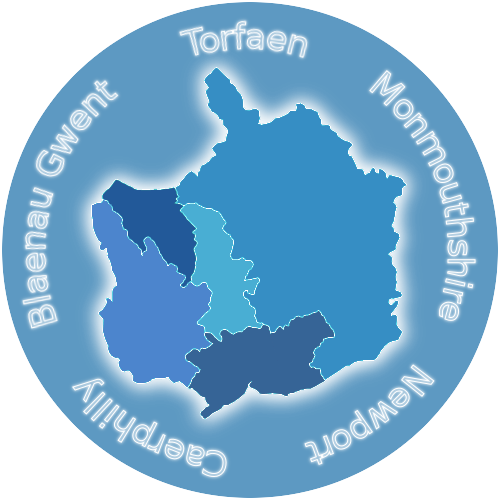 Torfaen
Monmouthshire
Newport
Caerphilly
Blaenau Gwent